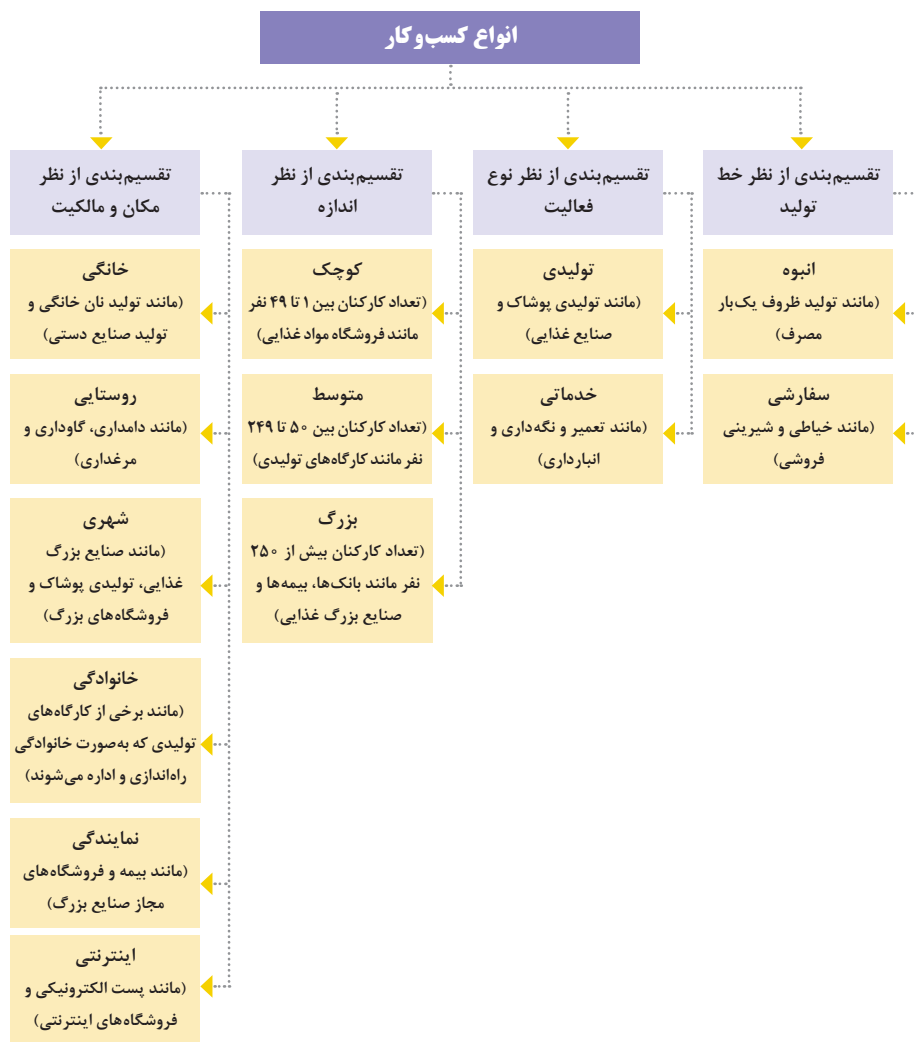 انواع کسب‌وکار
تقسیم‌بندی از نظر خط
تولید
انبوه
(مانند تولید ظروف یک‌بار
مصرف)
سفارشی
(مانند خیاطی و شیرینی
فروشی)
تقسیم‌بندی از نظر نوع
فعالیت
تولیدی
(مانند تولیدی پوشاک و
صنایع غذایی)
خدماتی
(مانند تعمیر و نگه‌داری و
انبارداری)
تقسیم‌بندی از نظر
اندازه
کوچک
(تعداد کارکنان بین ۱ تا ۴۹ نفر
مانند فروشگاه مواد غذایی)
متوسط
(تعداد کارکنان بین ۵۰ تا ۲۴۹
نفر مانند کارگاه‌های تولیدی)
بزرگ
(تعداد کارکنان بیش از ۲۵۰
نفر مانند بانک‌ها، بیمه‌ها و
صنایع بزرگ غذایی)
تقسیم‌بندی از نظر
مکان و مالکیت
خانگی
(مانند تولید نان خانگی و
تولید صنایع دستی)
روستایی
(مانند دامداری، گاوداری و
مرغداری)
شهری
(مانند صنایع بزرگ
غذایی، تولیدی پوشاک و
فروشگاه‌های بزرگ)
خانوادگی
(مانند برخی از کارگاه‌های
تولیدی که به‌صورت خانوادگی
راه‌اندازی و اداره می‌شوند)
نمایندگی
(مانند بیمه و فروشگاه‌های
مجاز صنایع بزرگ)
اینترنتی
(مانند پست الکترونیکی و
فروشگاه‌های اینترنتی)